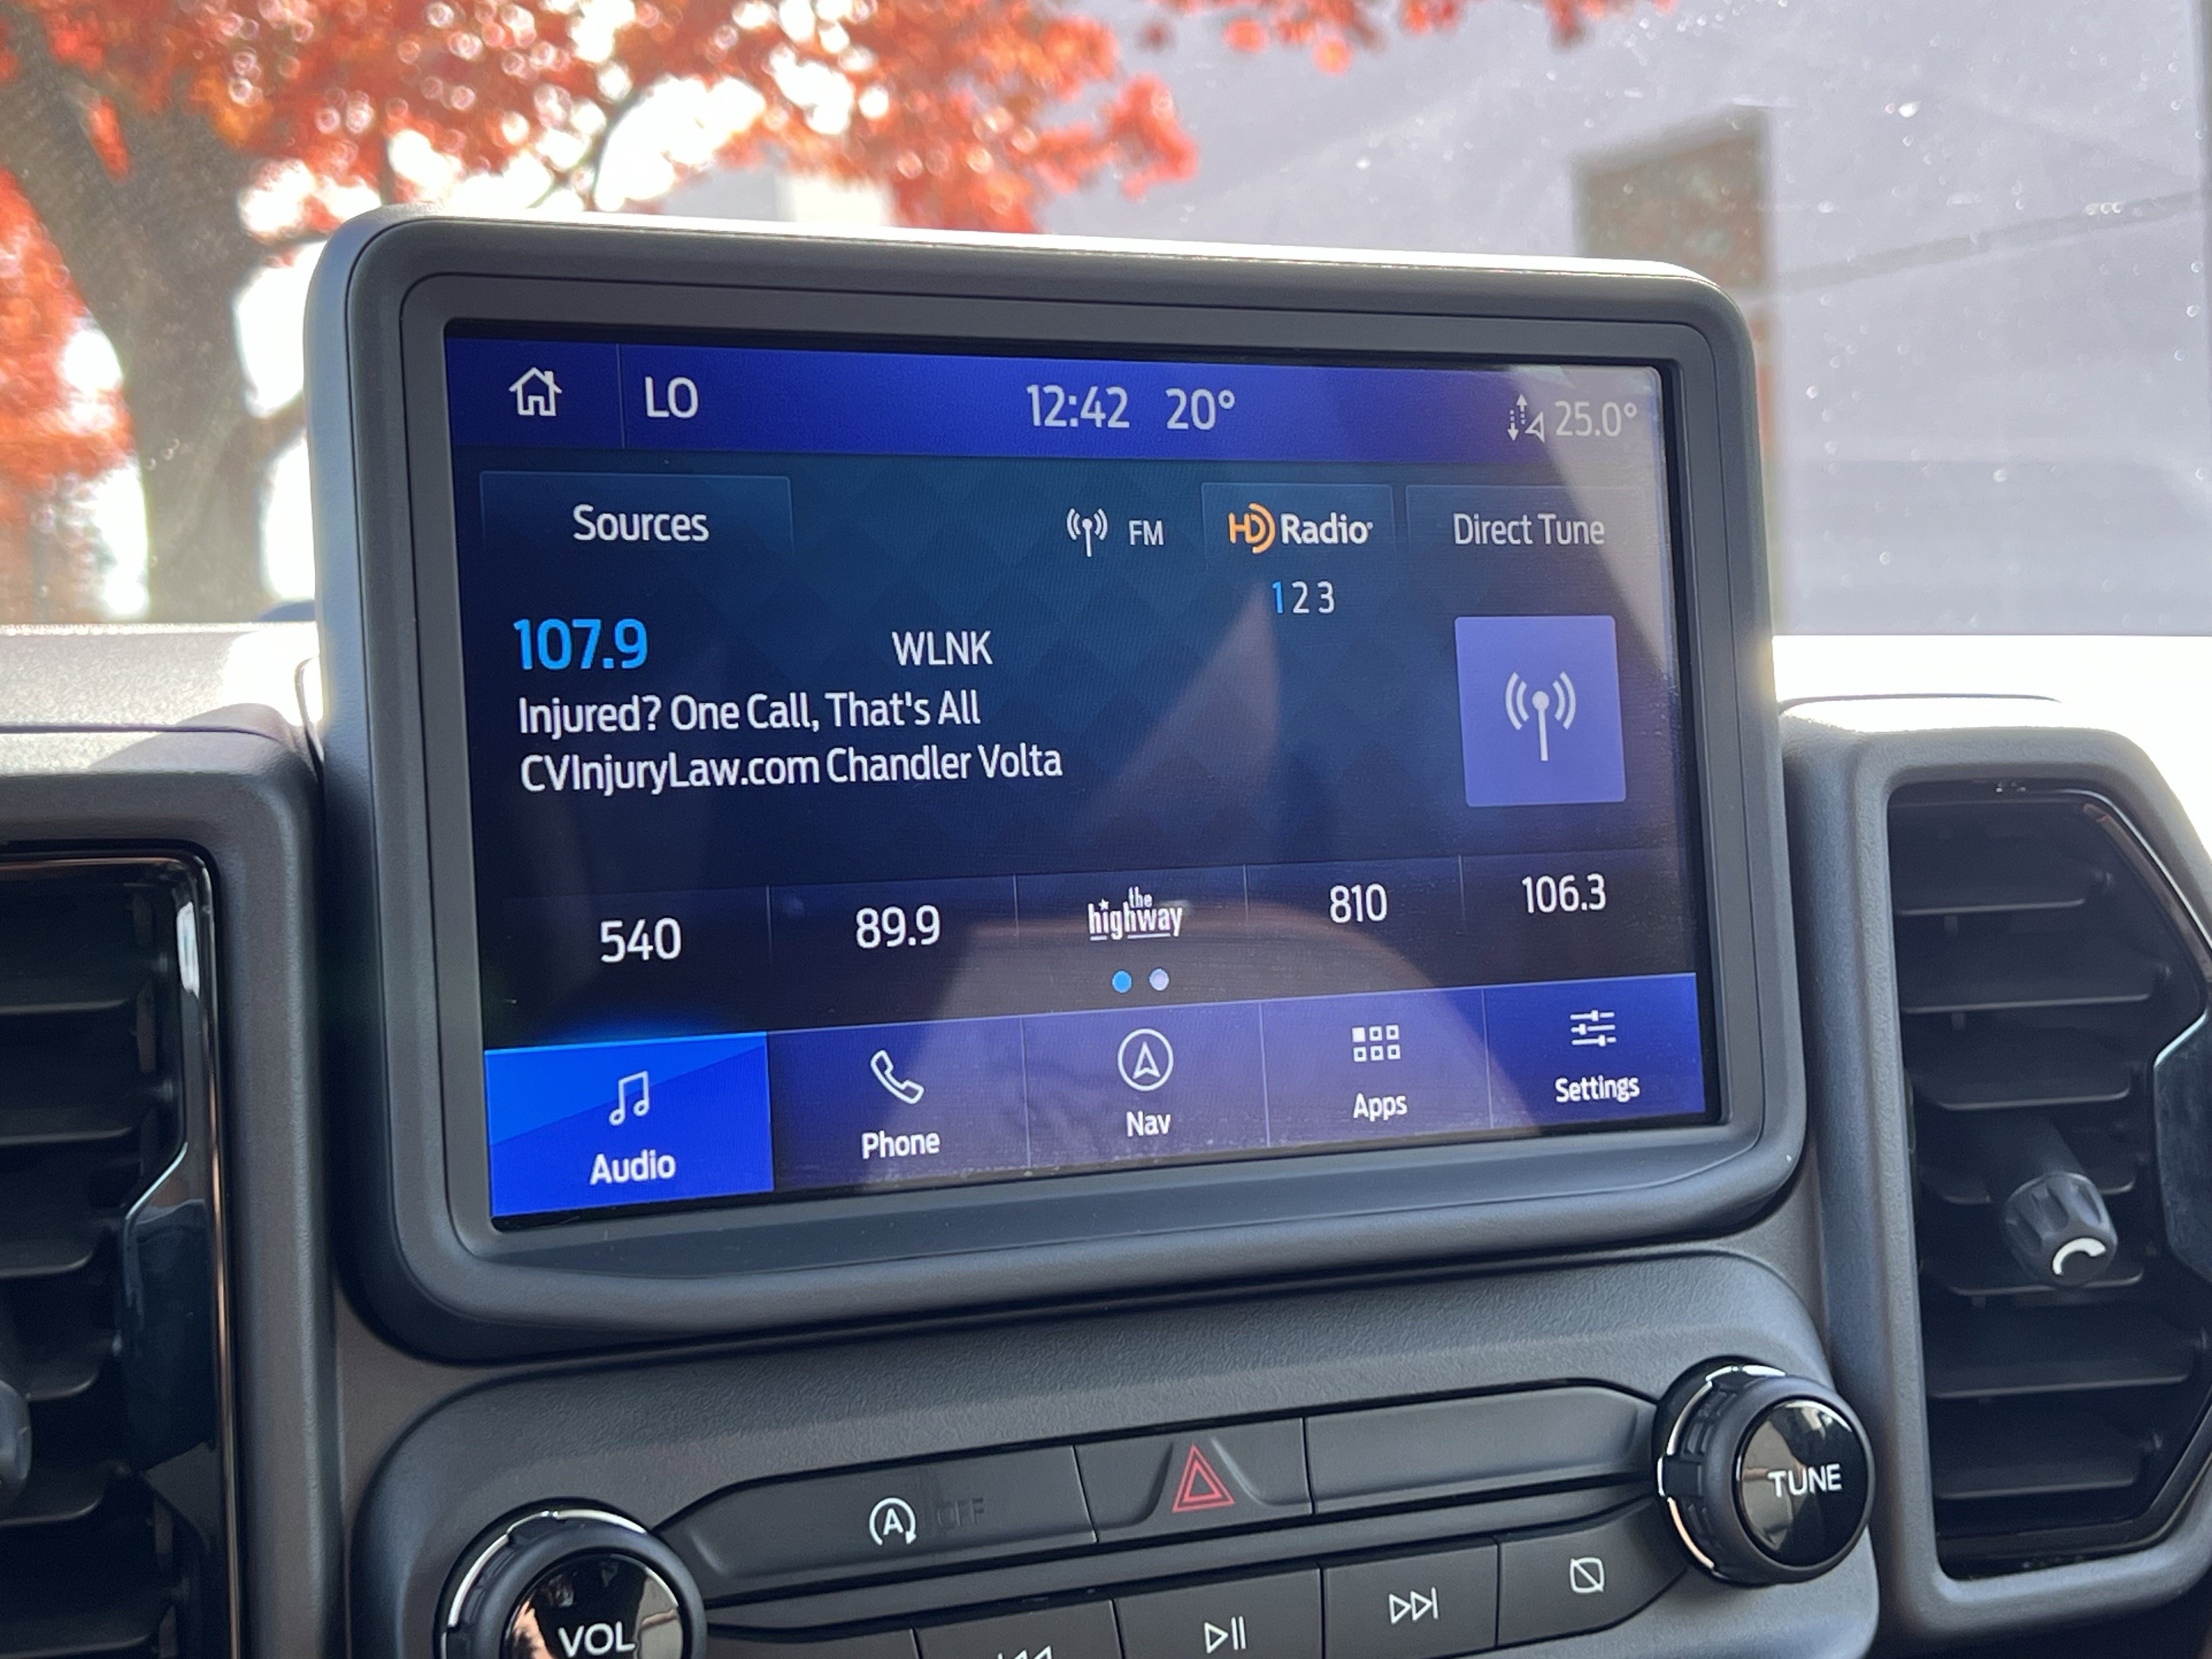 LO 12:42 20° 25.0°
Sources FM HD Radio Direct Tune
1 2 3
107.9 WLNK
Injured? One Call, That's All
CVInjuryLaw.com Chandler Volta
540 89.9 the highway 810 106.3
Audio Phone Nav Apps Settings
A OFF
TUNE
VOL